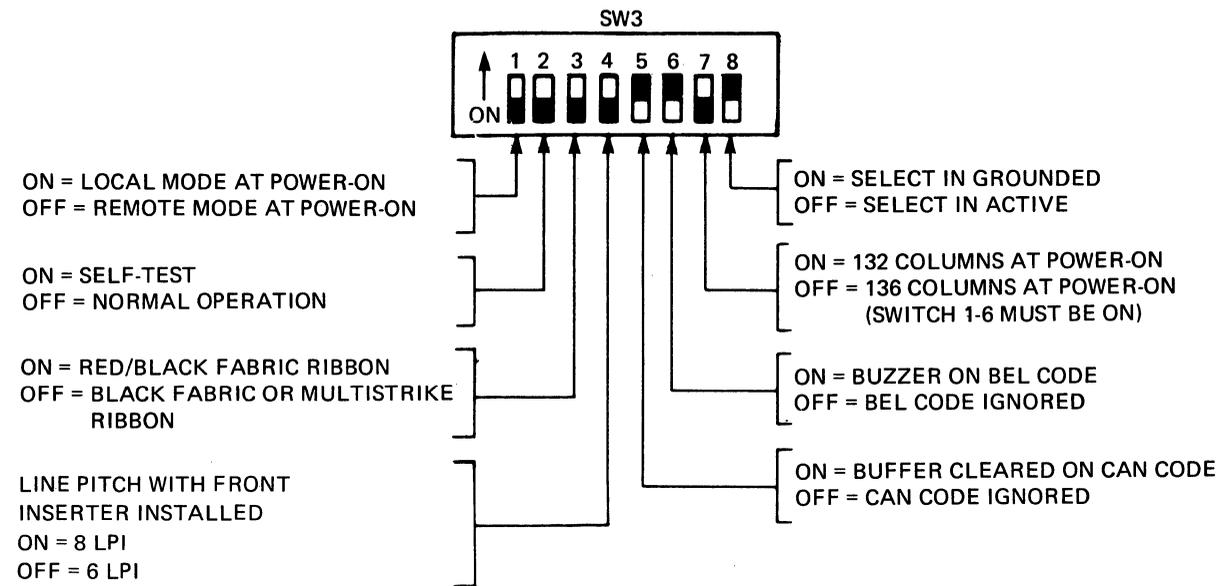 SW3
1 2 3 4 5 6 7 8
ON
ON = LOCAL MODE AT POWER-ON
OFF = REMOTE MODE AT POWER-ON
ON = SELF-TEST
OFF = NORMAL OPERATION
ON = RED/BLACK FABRIC RIBBON
OFF = BLACK FABRIC OR MULTISTRIKE
RIBBON
LINE PITCH WITH FRONT
INSERTER INSTALLED
ON = 8 LPI
OFF = 6 LPI
ON = SELECT IN GROUNDED
OFF = SELECT IN ACTIVE
ON = 132 COLUMNS AT POWER-ON
OFF = 136 COLUMNS AT POWER-ON
(SWITCH 1-6 MUST BE ON)
ON = BUZZER ON BEL CODE
OFF = BEL CODE IGNORED
ON = BUFFER CLEARED ON CAN CODE
OFF = CAN CODE IGNORED